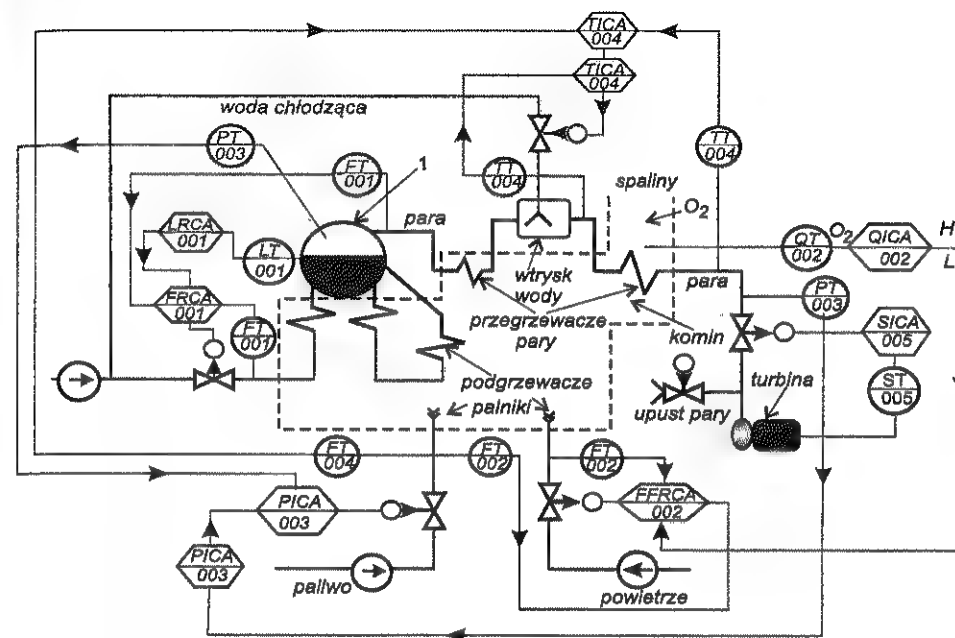 TICA
004
TICA
004
woda chłodząca
PT
003
FT
001
1
TT
004
TT
004
spaliny
O2
LRCA
001
para
LT
001
QT
002
O2
QICA
002
H
L
wtrysk
wody
para
PT
003
FRCA
001
FT
001
przegrzewacze
pary
komin
SICA
005
podgrzewacze
palniki
turbina
ST
005
upust pary
FT
004
FT
002
FT
002
PICA
003
FFRCA
002
PICA
003
paliwo
powietrze